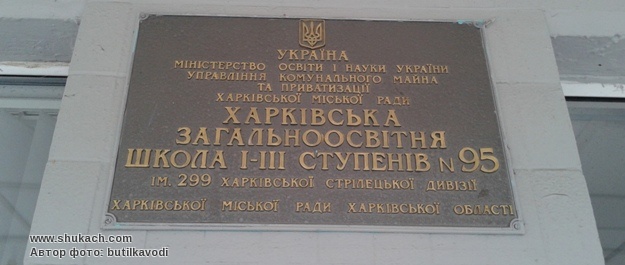 УКРАЇНА
МІНІСТЕРСТВО ОСВІТИ І НАУКИ УКРАЇНИ
УПРАВЛІННЯ КОМУНАЛЬНОГО МАЙНА
ТА ПРИВАТИЗАЦІЇ
ХАРКІВСЬКОЇ МІСЬКОЇ РАДИ
ХАРКІВСЬКА
ЗАГАЛЬНООСВІТНЯ
ШКОЛА І-ІІІ СТУПЕНІВ N 95
ІМ. 299 ХАРКІВСЬКОЇ СТРІЛЕЦЬКОЇ ДИВІЗІЇ
ХАРКІВСЬКОЇ МІСЬКОЇ РАДИ ХАРКІВСЬКОЇ ОБЛАСТІ
www.shukach.com
Автор фото: butilkavodi